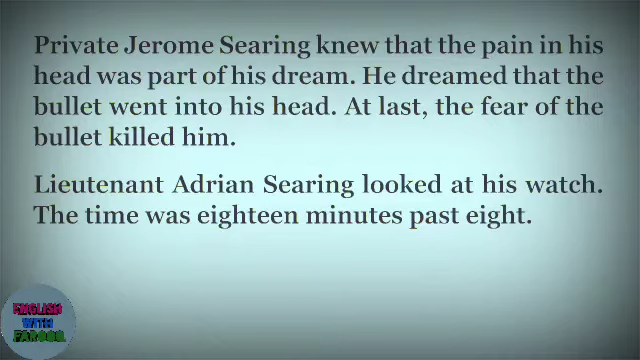 Private Jerome Searing knew that the pain in his
head was part of his dream. He dreamed that the
bullet went into his head. At last, the fear of the
bullet killed him.
Lieutenant Adrian Searing looked at his watch.
The time was eighteen minutes past eight.
ENGLISH
WITH
FAROOQ